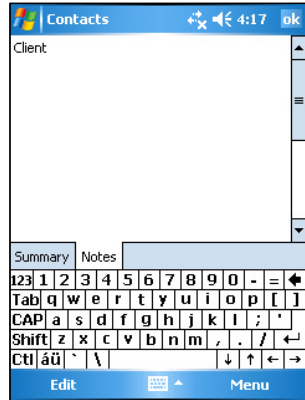 Contacts 4:17 ok
Client
Summary Notes
123 1 2 3 4 5 6 7 8 9 0 - = ←
Tab q w e r t y u i o p [ ]
CAP a s d f g h j k l ; '
Shift z x c v b n m , . / ↵
Ctl áü ` \ ↓ ↑ ← →
Edit Menu